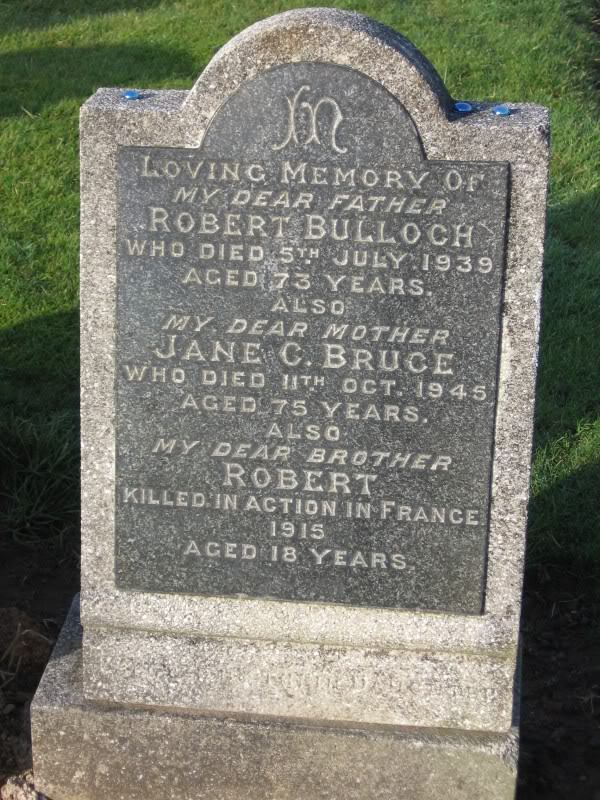 IN
LOVING MEMORY OF
MY DEAR FATHER
ROBERT BULLOCH
WHO DIED 5TH JULY 1939
AGED 73 YEARS.
ALSO
MY DEAR MOTHER
JANE C. BRUCE
WHO DIED 11TH OCT. 1945
AGED 75 YEARS.
ALSO
MY DEAR BROTHER
ROBERT
KILLED IN ACTION IN FRANCE
1915
AGED 18 YEARS.